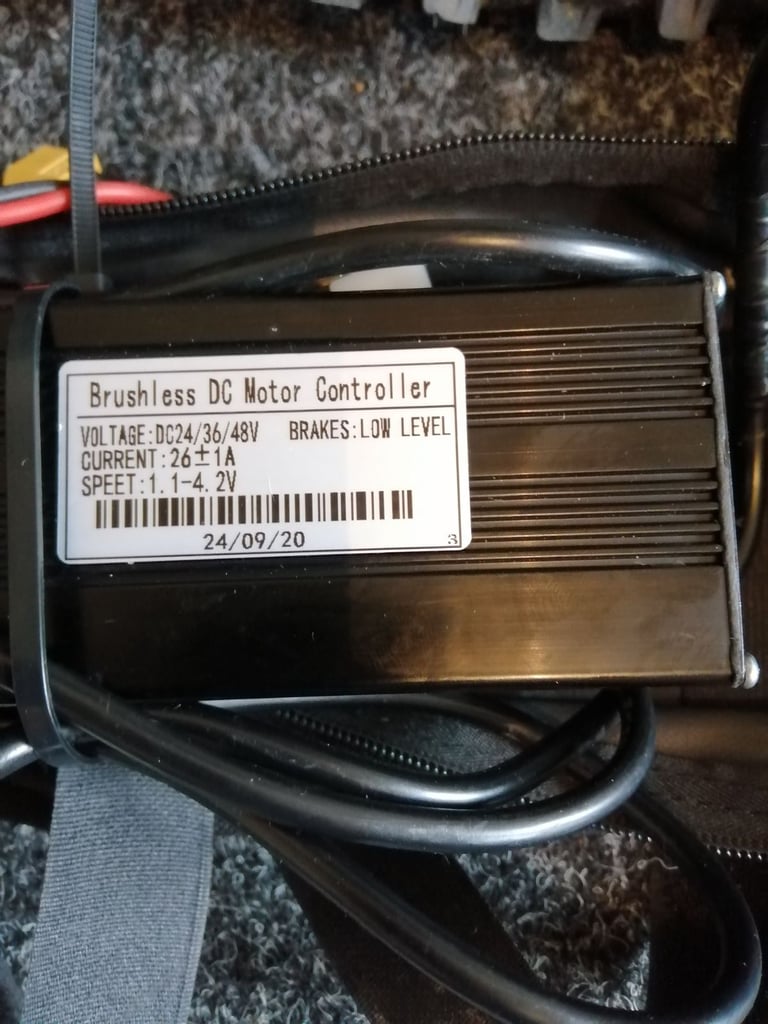 Brushless DC Motor Controller
VOLTAGE:DC24/36/48V BRAKES:LOW LEVEL
CURRENT:26±1A
SPEET:1.1-4.2V
24/09/20 3